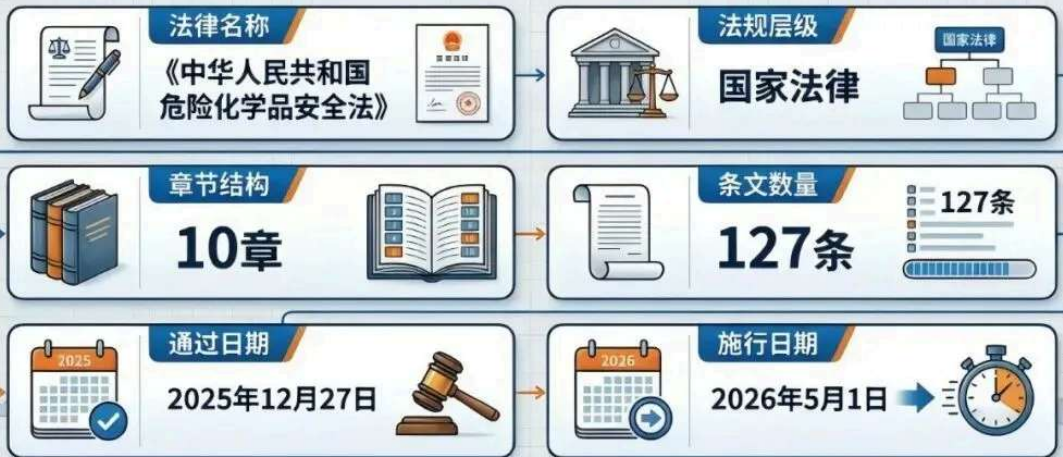 法律名称
《中华人民共和国
危险化学品安全法》
法规层级
国家法律
国家法律
章节结构
10章
条文数量
127条
127条
通过日期
2025
2025年12月27日
施行日期
2026
2026年5月1日